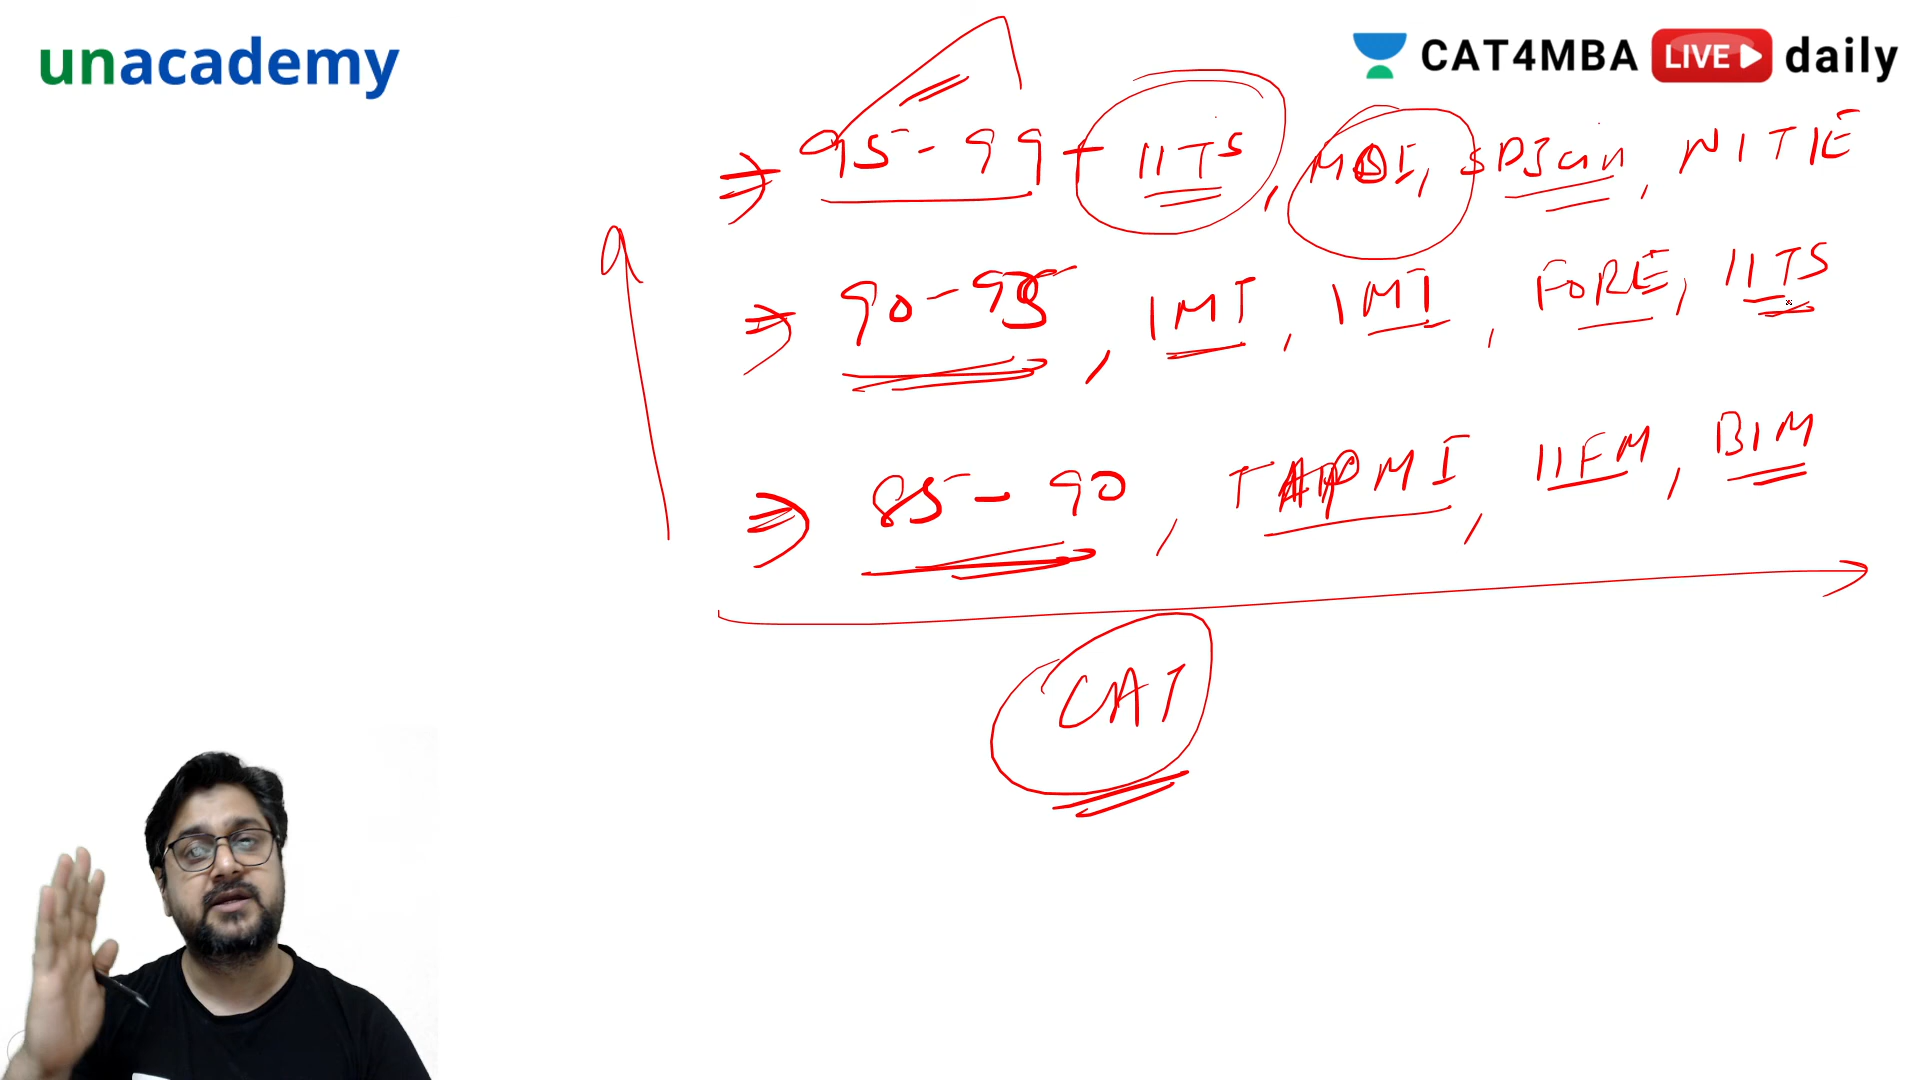 unacademy
CAT4MBA LIVE daily
⇒ 95 - 99 - IITS, MDI, SPJain, NITIE
⇒ 90 - 95, IMT, IMI, FORE, IITS
⇒ 85 - 90, TAPMI, IIFM, BIM
CAT